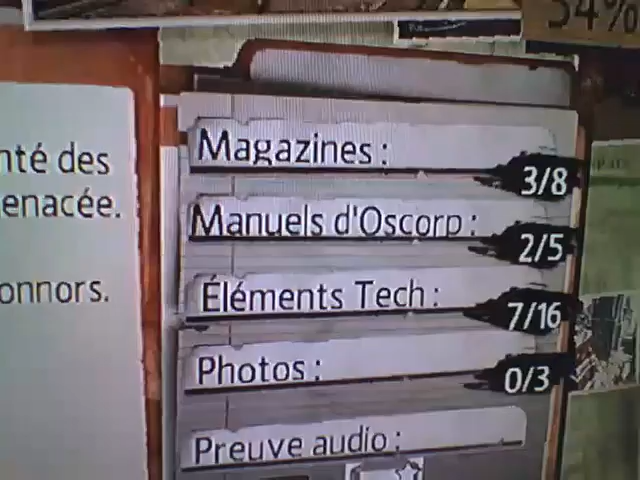 54%
nté des
enacée.
onnors.
Magazines :
3/8
Manuels d'Oscorp :
2/5
Éléments Tech :
7/16
Photos :
0/3
Preuve audio :